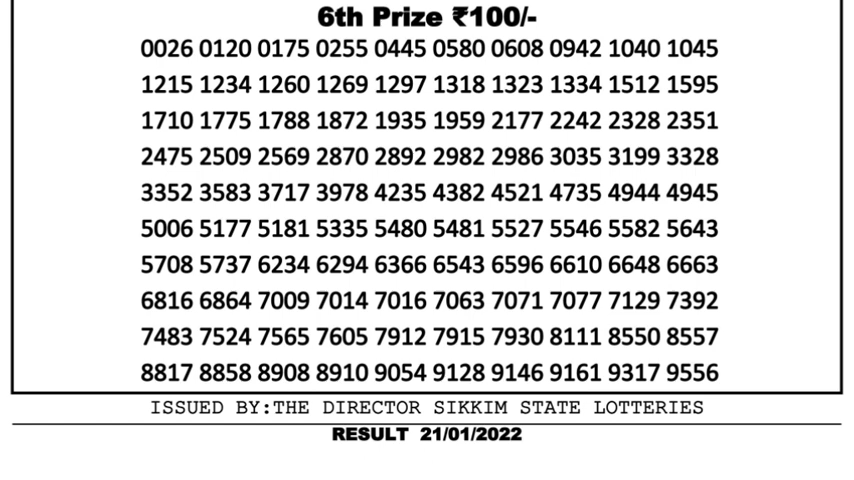 6th Prize ₹100/-
0026 0120 0175 0255 0445 0580 0608 0942 1040 1045
1215 1234 1260 1269 1297 1318 1323 1334 1512 1595
1710 1775 1788 1872 1935 1959 2177 2242 2328 2351
2475 2509 2569 2870 2892 2982 2986 3035 3199 3328
3352 3583 3717 3978 4235 4382 4521 4735 4944 4945
5006 5177 5181 5335 5480 5481 5527 5546 5582 5643
5708 5737 6234 6294 6366 6543 6596 6610 6648 6663
6816 6864 7009 7014 7016 7063 7071 7077 7129 7392
7483 7524 7565 7605 7912 7915 7930 8111 8550 8557
8817 8858 8908 8910 9054 9128 9146 9161 9317 9556
ISSUED BY:THE DIRECTOR SIKKIM STATE LOTTERIES
RESULT 21/01/2022